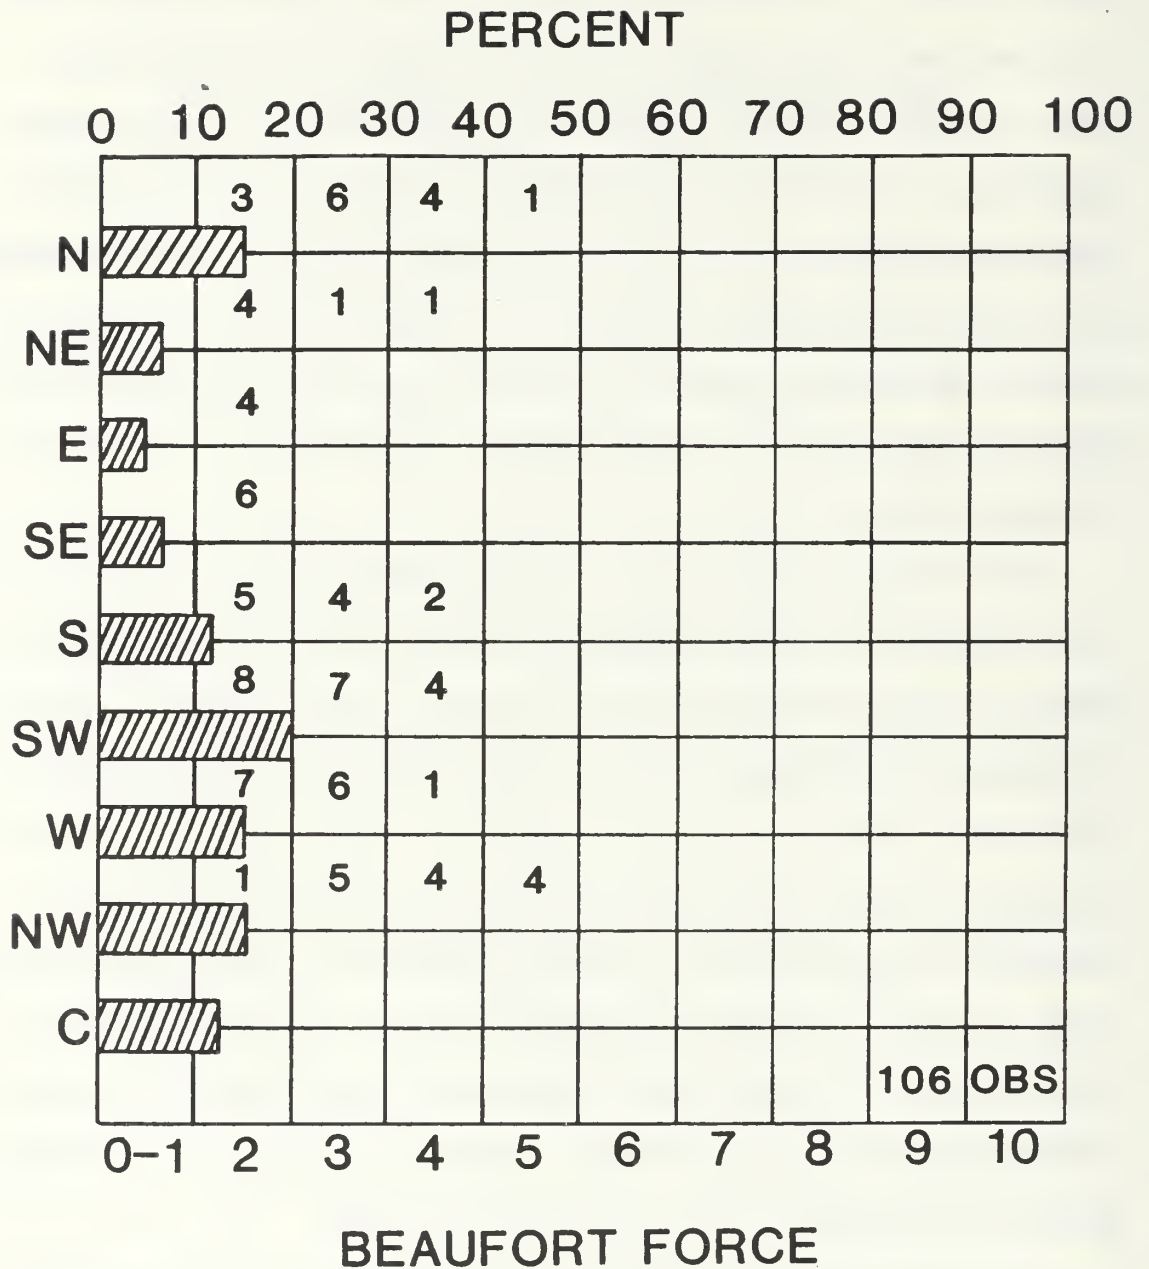 PERCENT
0 10 20 30 40 50 60 70 80 90 100
3 6 4 1
N
4 1 1
NE
4
E
6
SE
5 4 2
S
8 7 4
SW
7 6 1
W
1 5 4 4
NW
C
106 OBS
0-1 2 3 4 5 6 7 8 9 10
BEAUFORT FORCE